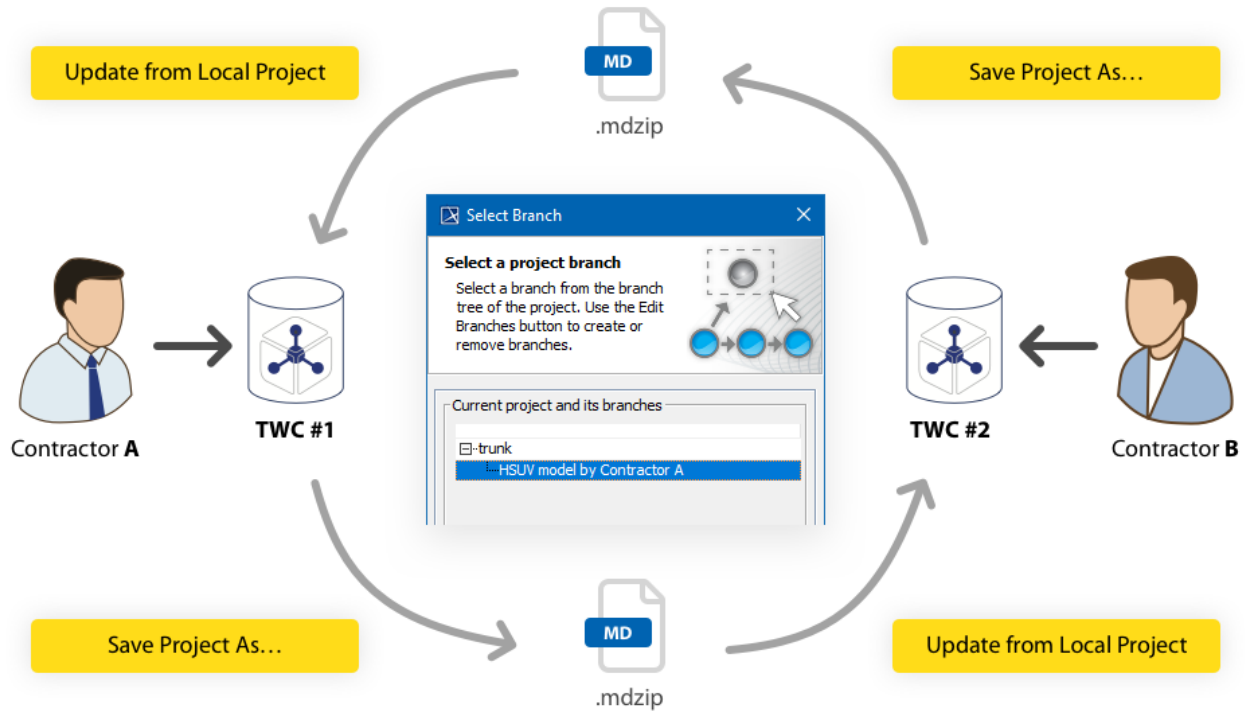 MD
.mdzip
Update from Local Project
Save Project As...
Select Branch
Select a project branch
Select a branch from the branch
tree of the project. Use the Edit
Branches button to create or
remove branches.
Current project and its branches
trunk
HSUV model by Contractor A
Contractor A
TWC #1
TWC #2
Contractor B
Save Project As...
MD
.mdzip
Update from Local Project